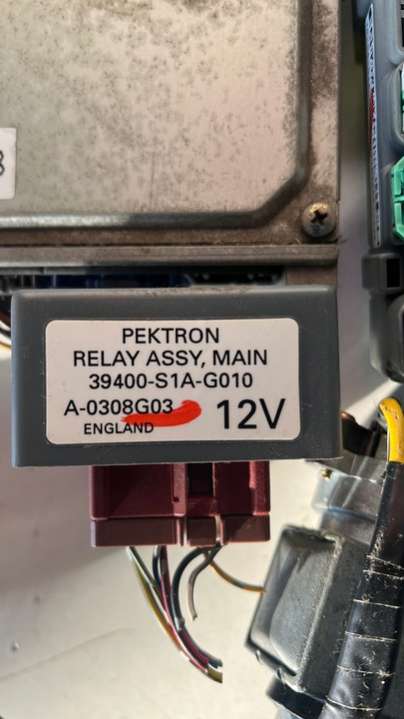 PEKTRON
RELAY ASSY, MAIN
39400-S1A-G010
A-0308G03
12V
ENGLAND